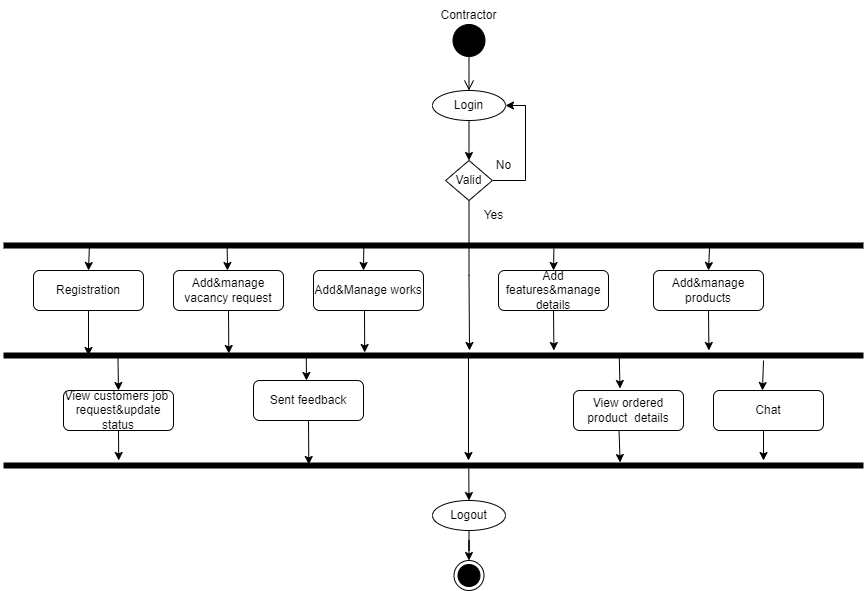 Contractor
Login
No
Valid
Yes
Registration
Add&manage
vacancy request
Add&Manage works
Add
features&manage
details
Add&manage
products
View customers job
request&update
status
Sent feedback
View ordered
product details
Chat
Logout